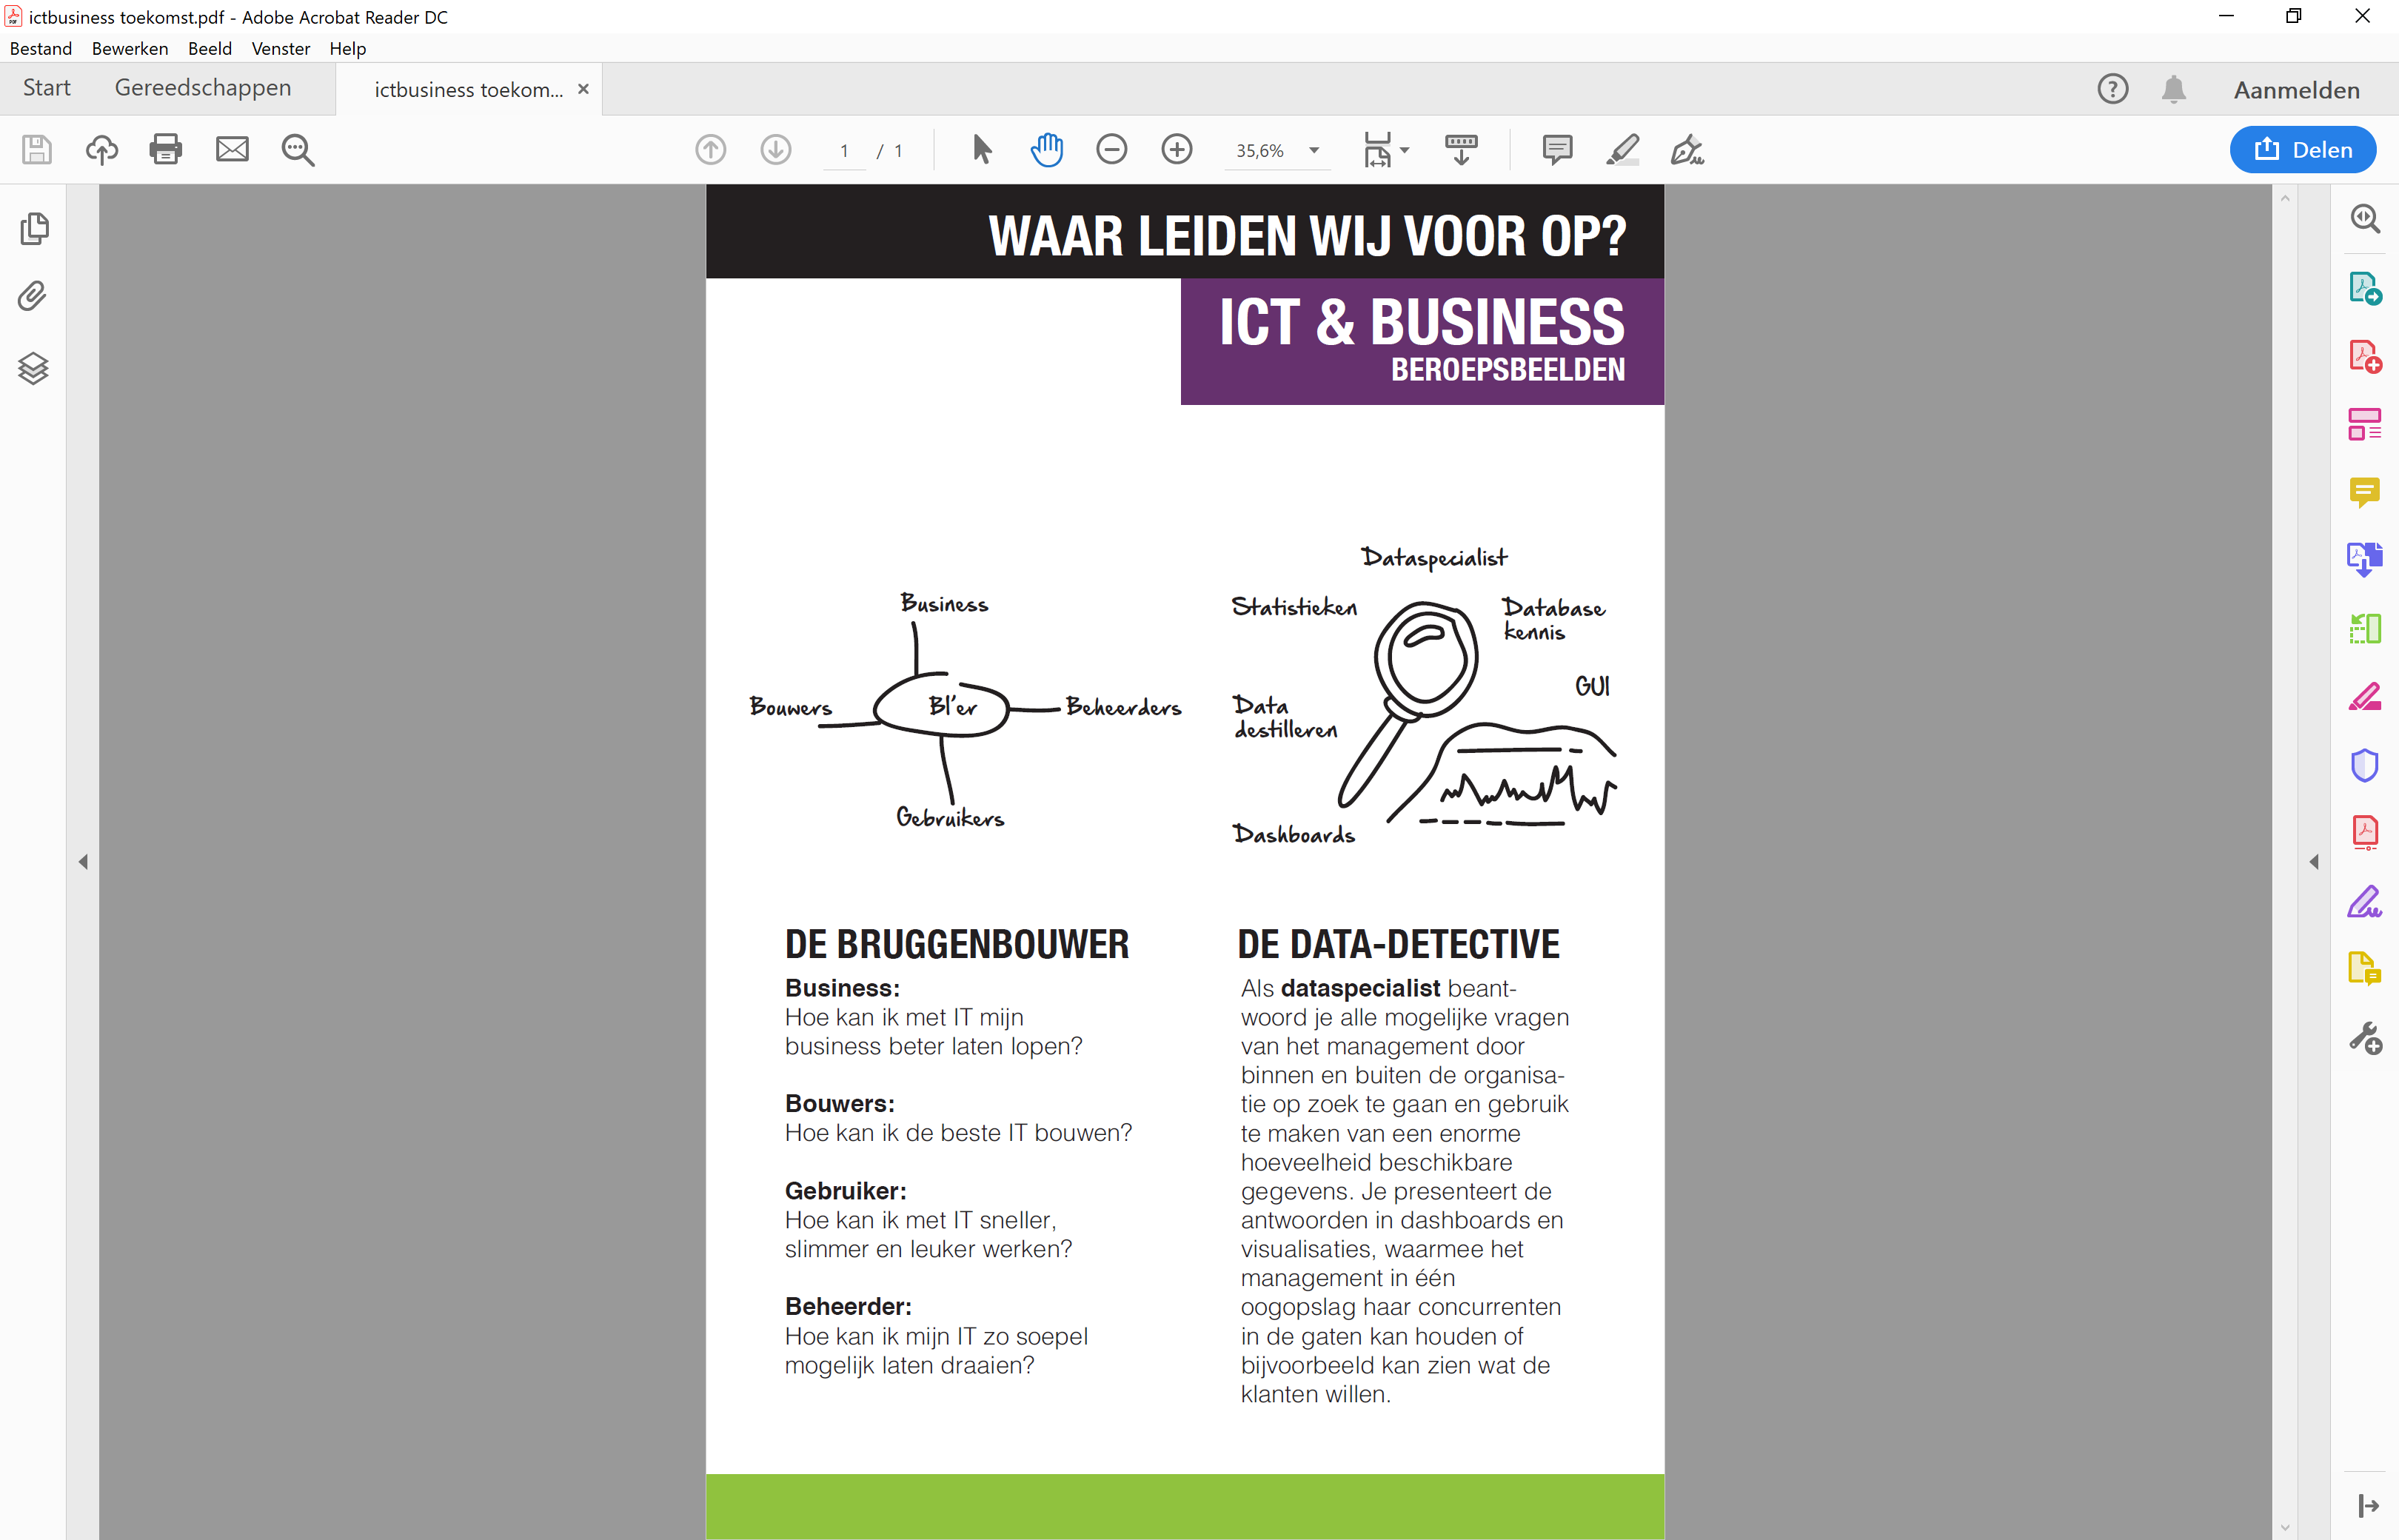 ictbusiness toekomst.pdf - Adobe Acrobat Reader DC
Bestand Bewerken Beeld Venster Help
Start Gereedschappen ictbusiness toekom... Aanmelden
1 / 1 35,6% Delen
WAAR LEIDEN WIJ VOOR OP?
ICT & BUSINESS
BEROEPSBEELDEN
Business
Bouwers
BI'er
Beheerders
Gebruikers
Dataspecialist
Statistieken
Database
kennis
GUI
Data
destilleren
Dashboards
DE BRUGGENBOUWER
Business:
Hoe kan ik met IT mijn
business beter laten lopen?
Bouwers:
Hoe kan ik de beste IT bouwen?
Gebruiker:
Hoe kan ik met IT sneller,
slimmer en leuker werken?
Beheerder:
Hoe kan ik mijn IT zo soepel
mogelijk laten draaien?
DE DATA-DETECTIVE
Als dataspecialist beant-
woord je alle mogelijke vragen
van het management door
binnen en buiten de organisa-
tie op zoek te gaan en gebruik
te maken van een enorme
hoeveelheid beschikbare
gegevens. Je presenteert de
antwoorden in dashboards en
visualisaties, waarmee het
management in één
oogopslag haar concurrenten
in de gaten kan houden of
bijvoorbeeld kan zien wat de
klanten willen.